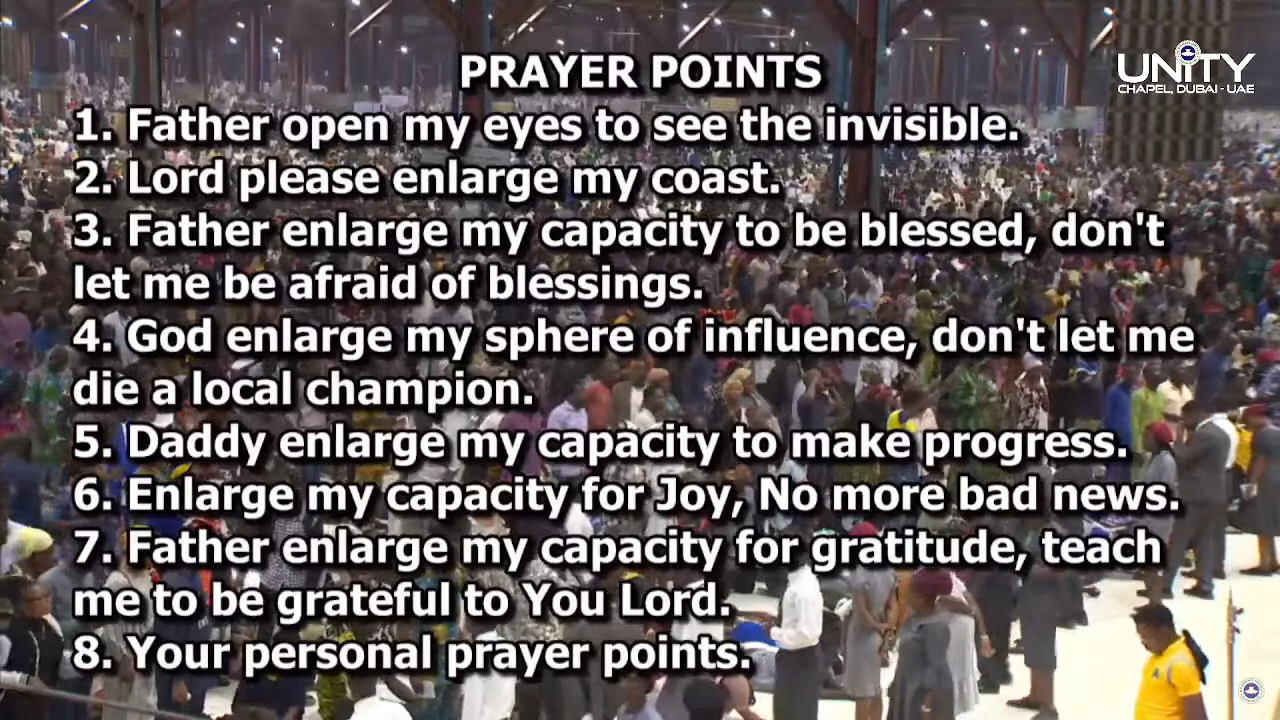 PRAYER POINTS
UNITY
CHAPEL, DUBAI - UAE
1. Father open my eyes to see the invisible.
2. Lord please enlarge my coast.
3. Father enlarge my capacity to be blessed, don't
let me be afraid of blessings.
4. God enlarge my sphere of influence, don't let me
die a local champion.
5. Daddy enlarge my capacity to make progress.
6. Enlarge my capacity for Joy, No more bad news.
7. Father enlarge my capacity for gratitude, teach
me to be grateful to You Lord.
8. Your personal prayer points.